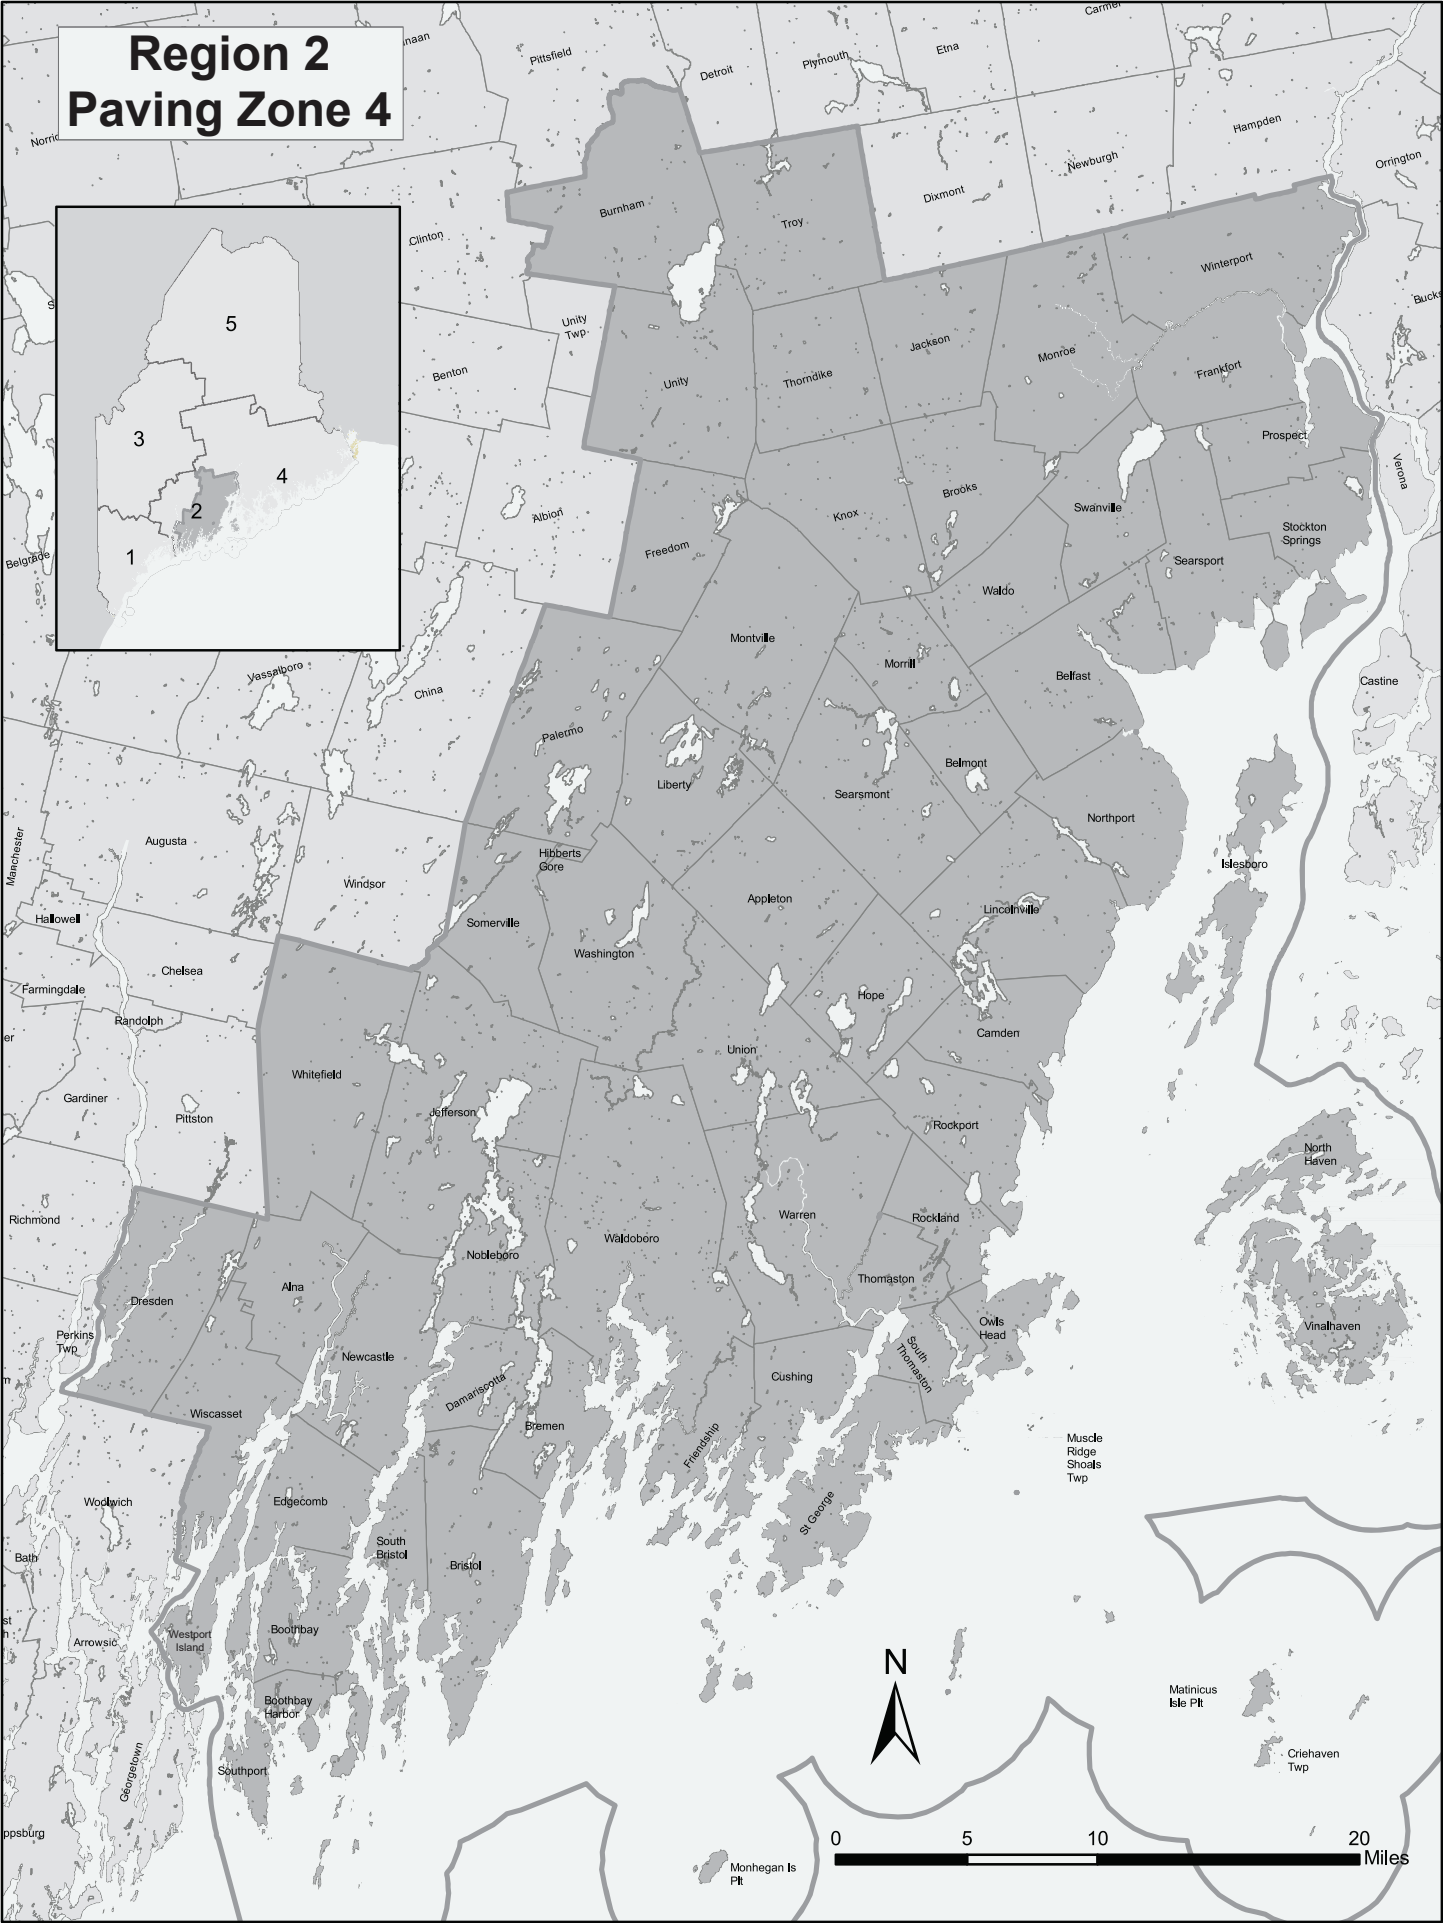 Region 2
Paving Zone 4
Carmel
Pittsfield
Detroit
Plymouth
Etna
Hampden
Orrington
Newburgh
Dixmont
Burnham
Troy
Clinton
Winterport
Unity
Twp
Jackson
Monroe
Benton
Unity
Thorndike
Frankfort
Prospect
Verona
5
3
4
2
1
Albion
Knox
Brooks
Swanville
Stockton
Springs
Freedom
Searsport
Belgrade
Waldo
Montville
Morrill
Belfast
Vassalboro
China
Castine
Palermo
Liberty
Searsmont
Belmont
Northport
Manchester
Augusta
Windsor
Hibberts
Gore
Islesboro
Hallowell
Somerville
Washington
Appleton
Lincolnville
Chelsea
Farmingdale
Randolph
Hope
Camden
er
Union
Whitefield
Gardiner
Pittston
Jefferson
Rockport
North
Haven
Richmond
Warren
Rockland
Waldoboro
Nobleboro
Alna
Thomaston
Dresden
Owls
Head
Vinalhaven
Perkins
Twp
Newcastle
South
Thomaston
Cushing
Damariscotta
Wiscasset
Bremen
Friendship
Muscle
Ridge
Shoals
Twp
Woolwich
Edgecomb
St George
Bath
South
Bristol
Bristol
st
h
Arrowsic
Westport
Island
Boothbay
N
Boothbay
Harbor
Matinicus
Isle Plt
Criehaven
Twp
Georgetown
Southport
ppsburg
Monhegan Is
Plt
0 5 10 20
Miles